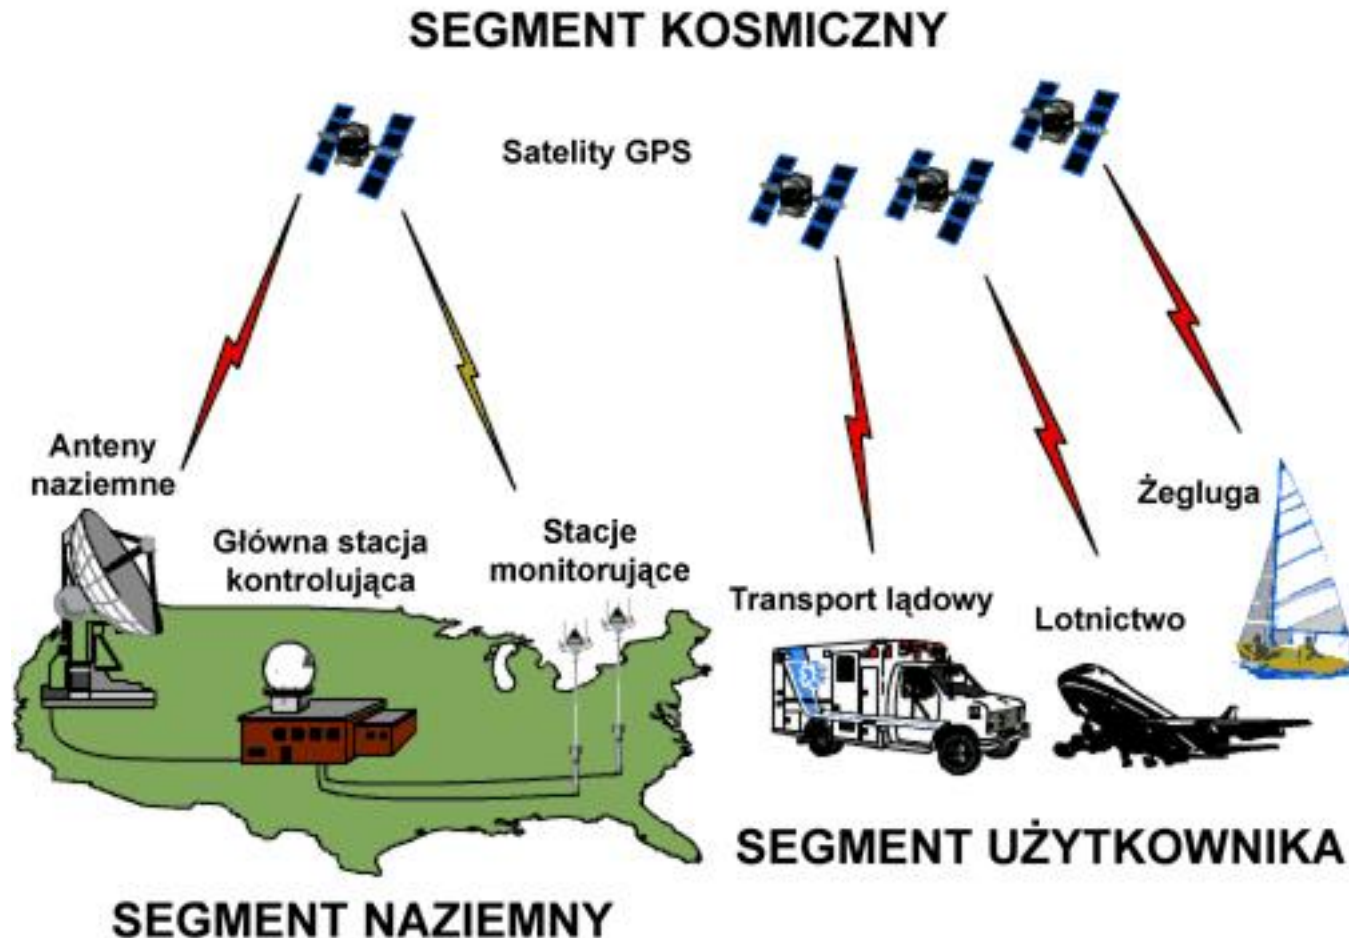 SEGMENT KOSMICZNY
Satelity GPS
Anteny
naziemne
Główna stacja
kontrolująca
Stacje
monitorujące
Żegluga
Transport lądowy
Lotnictwo
SEGMENT UŻYTKOWNIKA
SEGMENT NAZIEMNY